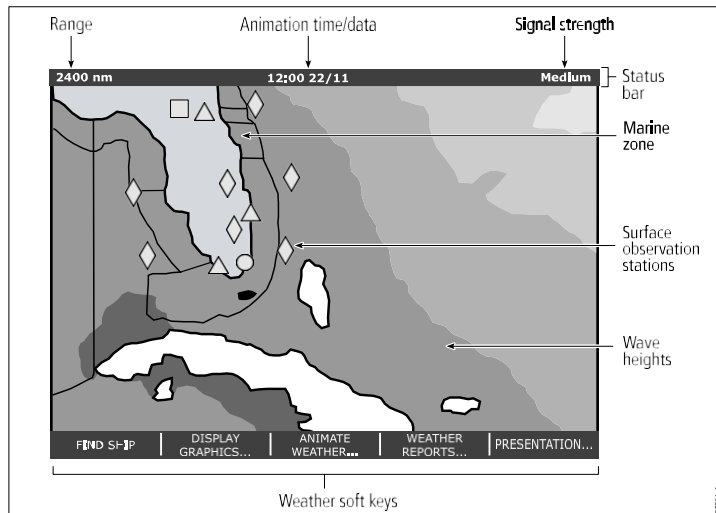 Range
Animation time/data
Signal strength
2400 nm
12:00 22/11
Medium
Status
bar
Marine
zone
Surface
observation
stations
Wave
heights
FIND SHIP
DISPLAY
GRAPHICS...
ANIMATE
WEATHER...
WEATHER
REPORTS...
PRESENTATION...
Weather soft keys